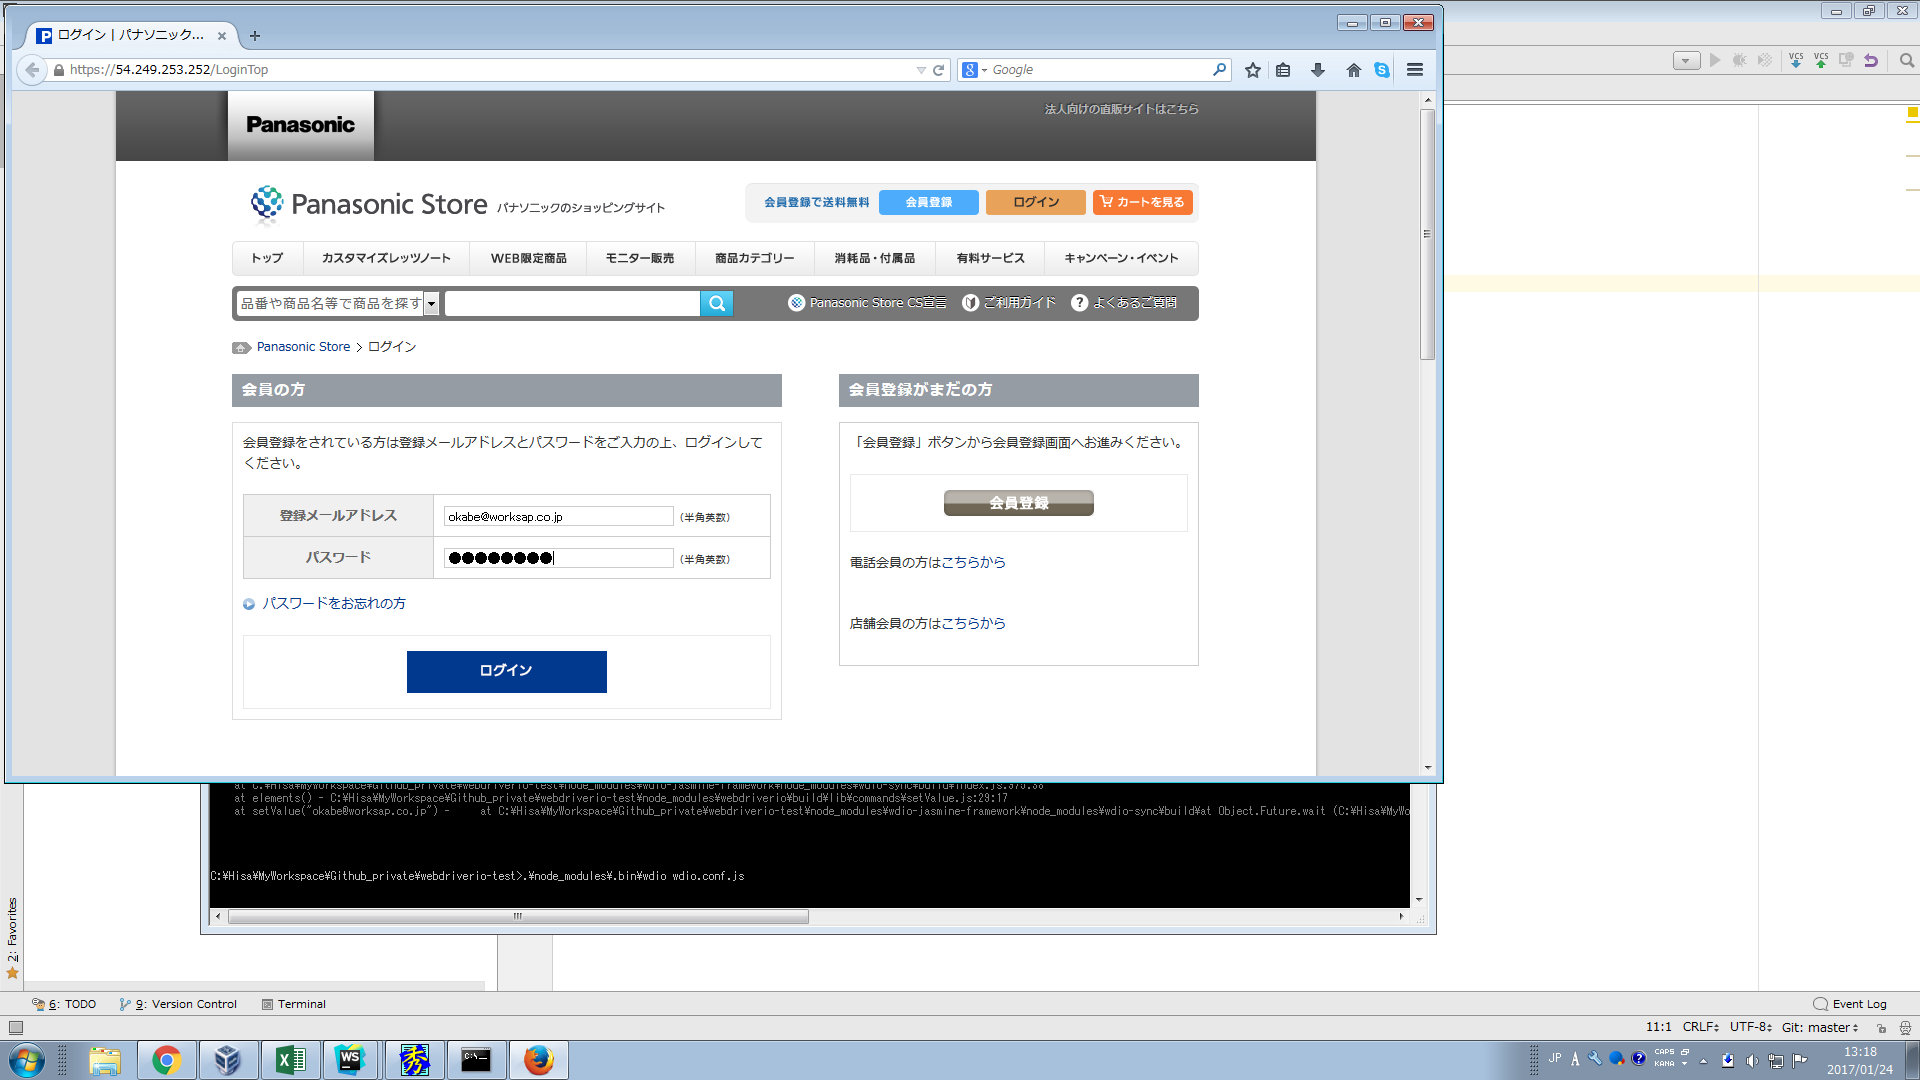 ログイン | パナソニック...
https://54.249.253.252/LoginTop
Google
Panasonic
法人向けの直販サイトはこちら
Panasonic Store パナソニックのショッピングサイト
会員登録で送料無料 会員登録 ログイン カートを見る
トップ カスタマイズレッツノート WEB限定商品 モニター販売 商品カテゴリー 消耗品・付属品 有料サービス キャンペーン・イベント
品番や商品名等で商品を探す
Panasonic Store CS宣言 ご利用ガイド よくあるご質問
Panasonic Store > ログイン
会員の方
会員登録をされている方は登録メールアドレスとパスワードをご入力の上、ログインして
ください。
登録メールアドレス okabe@worksap.co.jp (半角英数)
パスワード ●●●●●●●● (半角英数)
パスワードをお忘れの方
ログイン
会員登録がまだの方
「会員登録」ボタンから会員登録画面へお進みください。
会員登録
電話会員の方はこちらから
店舗会員の方はこちらから
at elements() - C:¥Hisa¥MyWorkspace¥Github_private¥webdriverio-test¥node_modules¥webdriverio¥build¥lib¥commands¥setValue.js:29:17
at setValue("okabe@worksap.co.jp") - at C:¥Hisa¥MyWorkspace¥Github_private¥webdriverio-test¥node_modules¥wdio-jasmine-framework¥node_modules¥wdio-sync¥build¥at Object.Future.wait (C:¥Hisa¥MyWo
C:¥Hisa¥MyWorkspace¥Github_private¥webdriverio-test>.¥node_modules¥.bin¥wdio wdio.conf.js
2: Favorites
6: TODO 9: Version Control Terminal Event Log
11:1 CRLF UTF-8 Git: master
VCS VCS
WS
秀
C:\
JP A CAPS KANA
13:18
2017/01/24